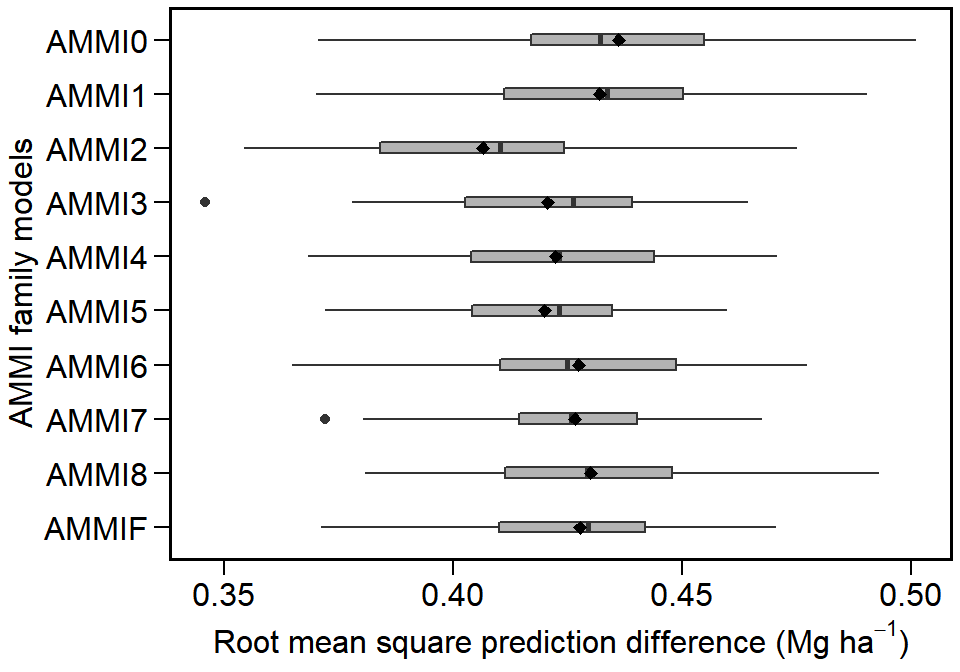 AMMI family models
AMMI0
AMMI1
AMMI2
AMMI3
AMMI4
AMMI5
AMMI6
AMMI7
AMMI8
AMMIF
0.35 0.40 0.45 0.50
Root mean square prediction difference (Mg ha⁻¹)